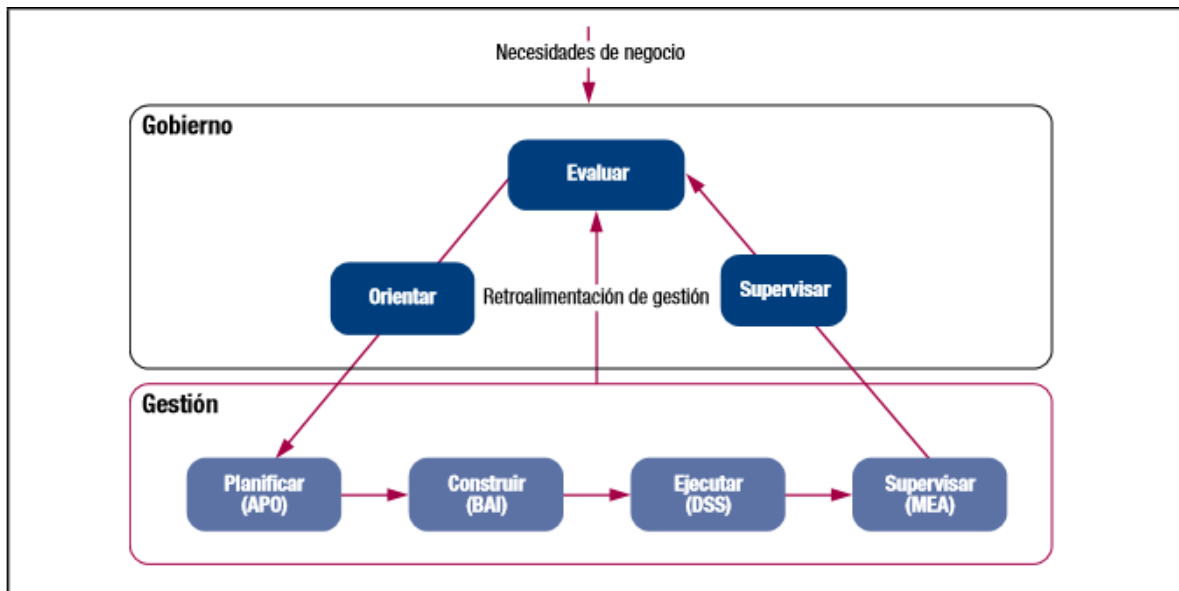 Necesidades de negocio
Gobierno
Evaluar
Orientar
Retroalimentación de gestión
Supervisar
Gestión
Planificar
(APO)
Construir
(BAI)
Ejecutar
(DSS)
Supervisar
(MEA)